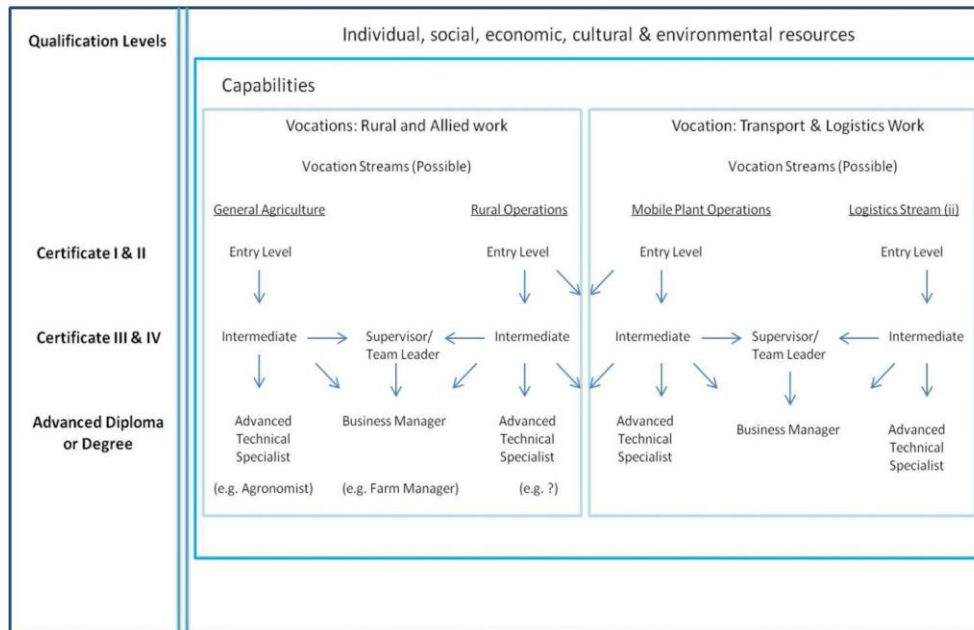 Qualification Levels
Individual, social, economic, cultural & environmental resources
Capabilities
Vocations: Rural and Allied work
Vocation: Transport & Logistics Work
Vocation Streams (Possible)
Vocation Streams (Possible)
General Agriculture
Rural Operations
Mobile Plant Operations
Logistics Stream (ii)
Certificate I & II
Entry Level
Entry Level
Entry Level
Entry Level
Certificate III & IV
Intermediate
Supervisor/
Team Leader
Intermediate
Intermediate
Supervisor/
Team Leader
Intermediate
Advanced Diploma
or Degree
Advanced
Technical
Specialist
Business Manager
Advanced
Technical
Specialist
Advanced
Technical
Specialist
Business Manager
Advanced
Technical
Specialist
(e.g. Agronomist)
(e.g. Farm Manager)
(e.g. ?)